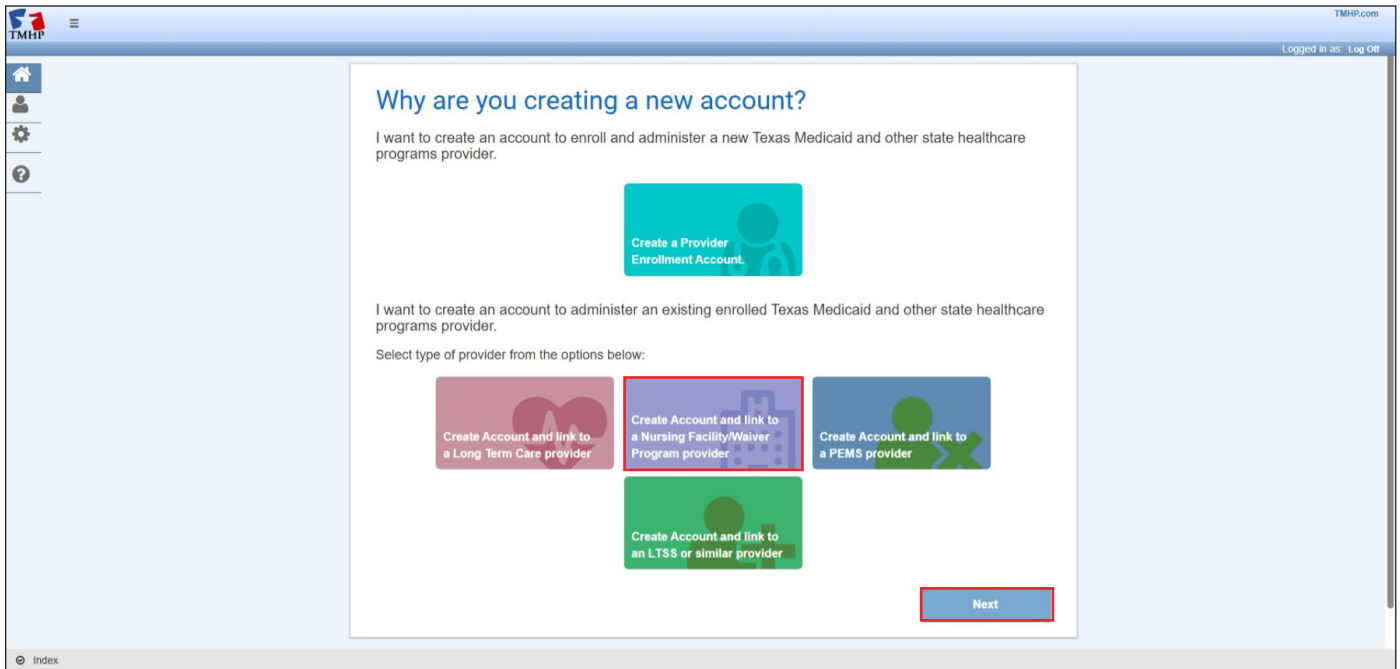 TMHP.com
TMHP
Logged in as: Log Off
Why are you creating a new account?
I want to create an account to enroll and administer a new Texas Medicaid and other state healthcare
programs provider.
Create a Provider
Enrollment Account.
I want to create an account to administer an existing enrolled Texas Medicaid and other state healthcare
programs provider.
Select type of provider from the options below:
Create Account and link to
a Long Term Care provider
Create Account and link to
a Nursing Facility/Waiver
Program provider
Create Account and link to
a PEMS provider
Create Account and link to
an LTSS or similar provider
Next
Index